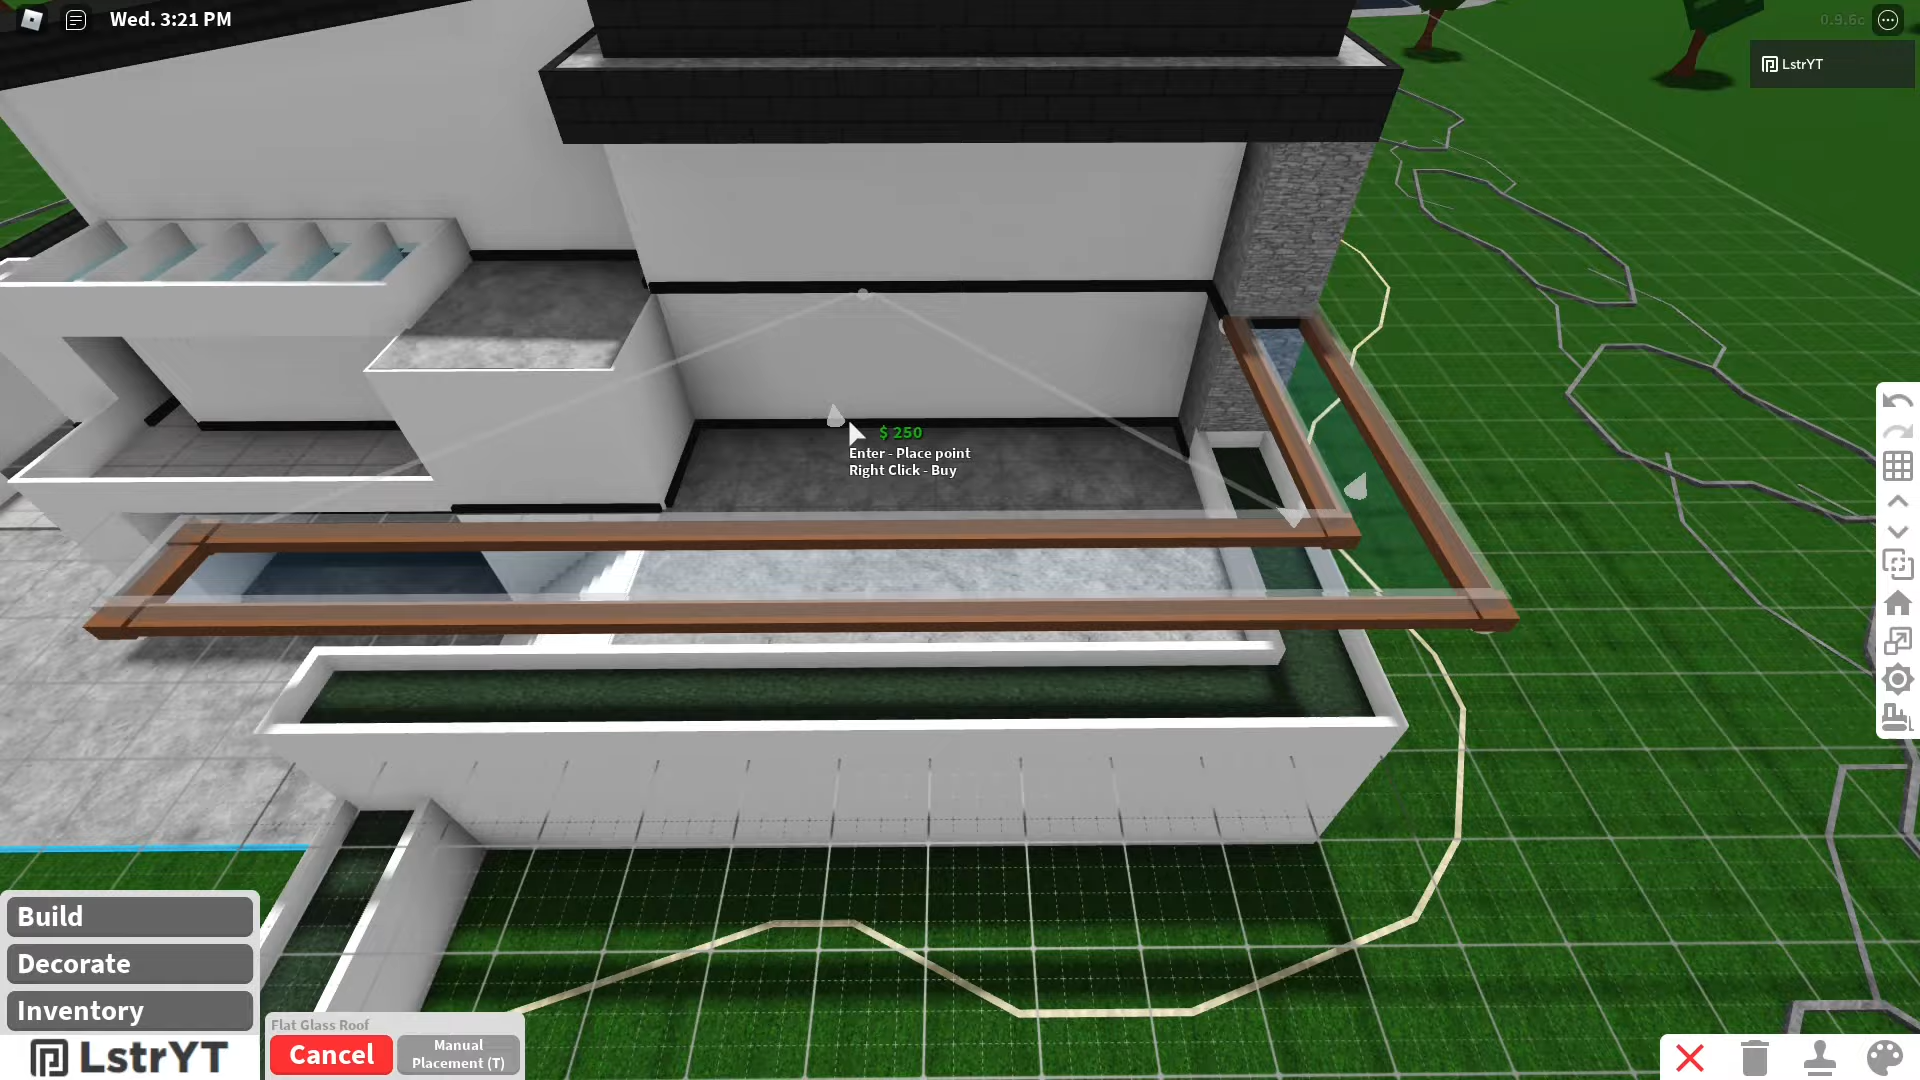 Wed. 3:21 PM
0.9.6c
LstrYT
$ 250
Enter - Place point
Right Click - Buy
Build
Decorate
Inventory
LstrYT
Flat Glass Roof
Cancel
Manual
Placement (T)